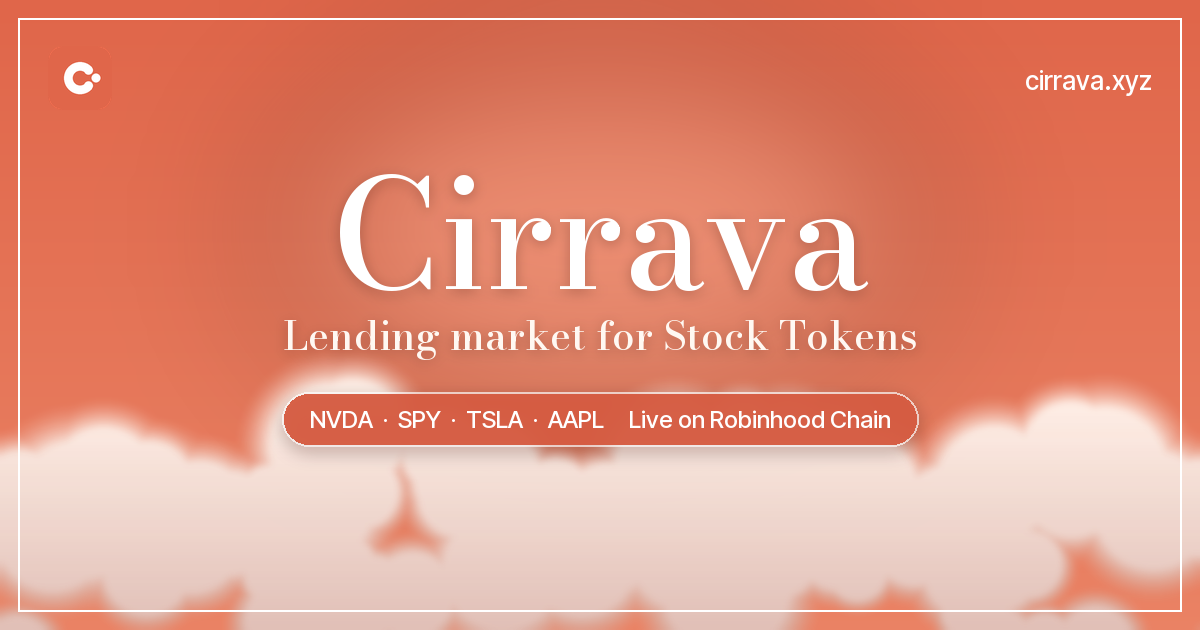 cirrava.xyz
Cirrava
Lending market for Stock Tokens
NVDA · SPY · TSLA · AAPL Live on Robinhood Chain